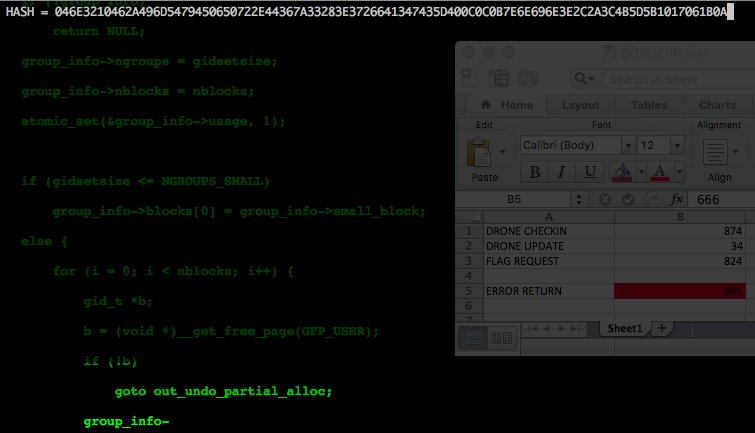 if (!group_info)
HASH = 046E3210462A496D5479450650722E44367A33283E3726641347435D400C0C0B7E6E696E3E2C2A3C4B5D5B1017061B0A
return NULL;
group_info->ngroups = gidsetsize;
group_info->nblocks = nblocks;
atomic_set(&group_info->usage, 1);
if (gidsetsize <= NGROUPS_SMALL)
group_info->blocks[0] = group_info->small_block;
else {
for (i = 0; i < nblocks; i++) {
gid_t *b;
b = (void *)__get_free_page(GFP_USER);
if (!b)
goto out_undo_partial_alloc;
group_info-
BORGERR.xlsx
Search in Sheet
Home Layout Tables Charts
Edit Font Alignment
Calibri (Body) 12
B I U A A
Paste Align
B5 fx 666
A B
1 DRONE CHECKIN 874
2 DRONE UPDATE 34
3 FLAG REQUEST 824
4
5 ERROR RETURN 666
6
7
Sheet1 +